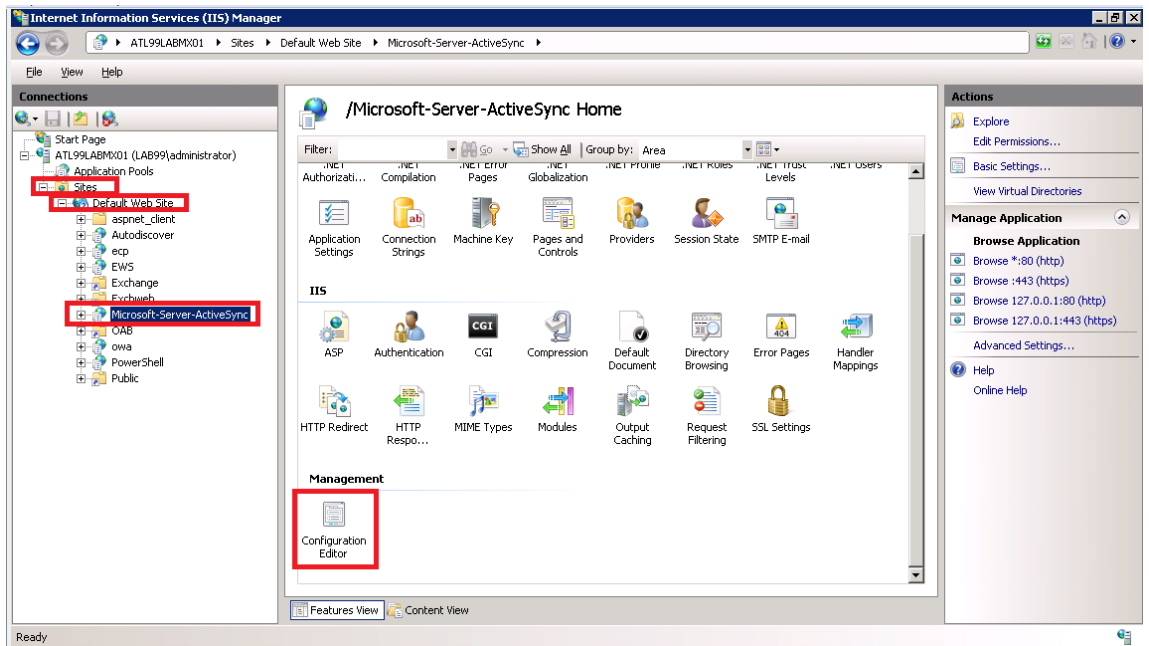 Internet Information Services (IIS) Manager
ATL99LABMX01 Sites Default Web Site Microsoft-Server-ActiveSync
File View Help
Connections
Start Page
ATL99LABMX01 (LAB99\administrator)
Application Pools
Sites
Default Web Site
aspnet_client
Autodiscover
ecp
EWS
Exchange
Exchweb
Microsoft-Server-ActiveSync
OAB
owa
PowerShell
Public
/Microsoft-Server-ActiveSync Home
Filter: Go Show All Group by: Area
.NET Authorizati...
.NET Compilation
.NET Error Pages
.NET Globalization
.NET Profile
.NET Roles
.NET Trust Levels
.NET Users
Application Settings
Connection Strings
Machine Key
Pages and Controls
Providers
Session State
SMTP E-mail
IIS
ASP
Authentication
CGI
CGI
Compression
Default Document
Directory Browsing
404
Error Pages
Handler Mappings
HTTP Redirect
HTTP Respo...
MIME Types
Modules
Output Caching
Request Filtering
SSL Settings
Management
Configuration Editor
Features View Content View
Actions
Explore
Edit Permissions...
Basic Settings...
View Virtual Directories
Manage Application
Browse Application
Browse *:80 (http)
Browse :443 (https)
Browse 127.0.0.1:80 (http)
Browse 127.0.0.1:443 (https)
Advanced Settings...
Help
Online Help
Ready